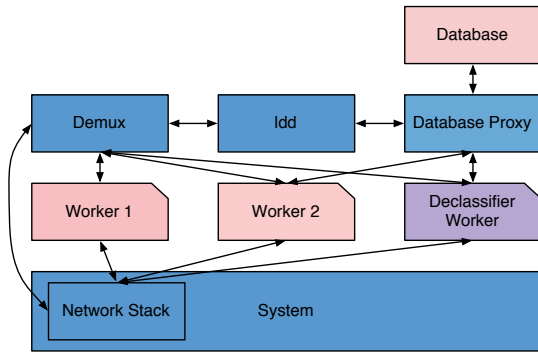 Database
Demux
Idd
Database Proxy
Worker 1
Worker 2
Declassifier
Worker
Network Stack
System